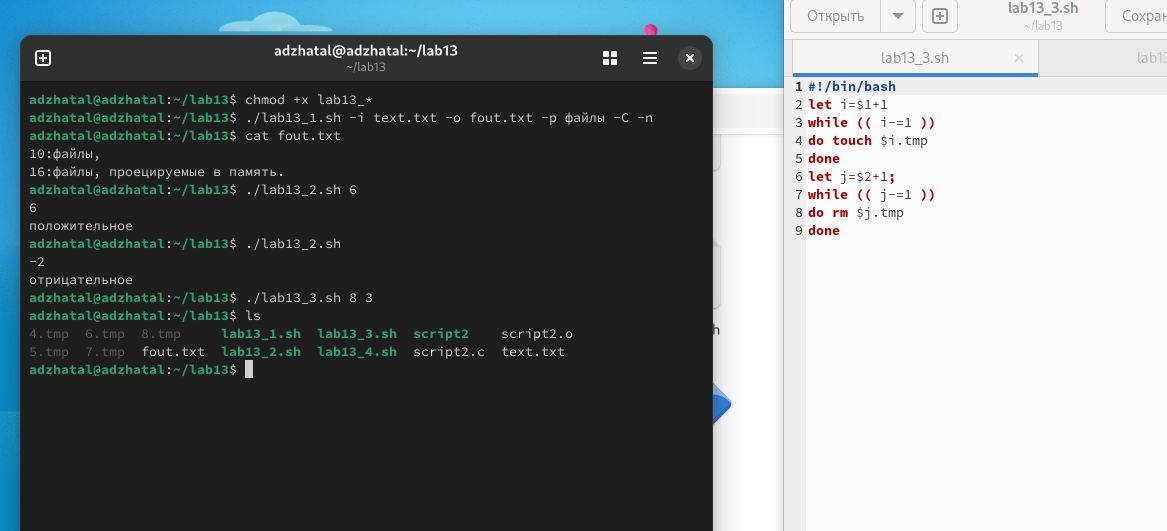 adzhatal@adzhatal:~/lab13
~/lab13
adzhatal@adzhatal:~/lab13$ chmod +x lab13_*
adzhatal@adzhatal:~/lab13$ ./lab13_1.sh -i text.txt -o fout.txt -p файлы -C -n
adzhatal@adzhatal:~/lab13$ cat fout.txt
10:файлы,
16:файлы, проецируемые в память.
adzhatal@adzhatal:~/lab13$ ./lab13_2.sh 6
6
положительное
adzhatal@adzhatal:~/lab13$ ./lab13_2.sh
-2
отрицательное
adzhatal@adzhatal:~/lab13$ ./lab13_3.sh 8 3
adzhatal@adzhatal:~/lab13$ ls
4.tmp 6.tmp 8.tmp lab13_1.sh lab13_3.sh script2 script2.o
5.tmp 7.tmp fout.txt lab13_2.sh lab13_4.sh script2.c text.txt
adzhatal@adzhatal:~/lab13$
h
Открыть
lab13_3.sh
~/lab13
Сохран
lab13_3.sh
lab13
1 #!/bin/bash
2 let i=$1+1
3 while (( i-=1 ))
4 do touch $i.tmp
5 done
6 let j=$2+1;
7 while (( j-=1 ))
8 do rm $j.tmp
9 done